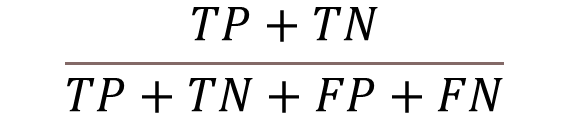 TP + TN
TP + TN + FP + FN